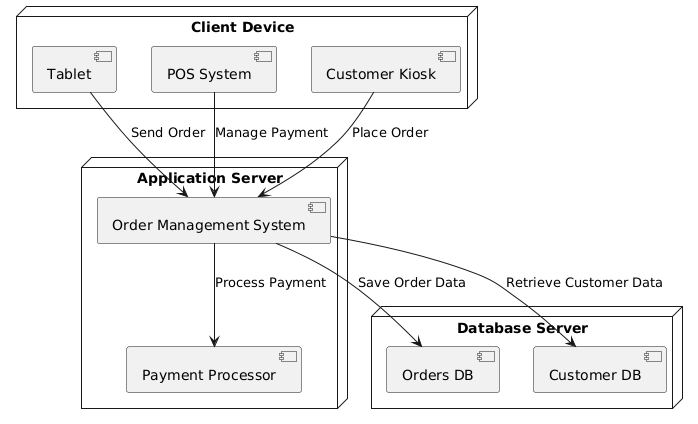 Client Device
Tablet
POS System
Customer Kiosk
Send Order
Manage Payment
Place Order
Application Server
Order Management System
Process Payment
Save Order Data
Retrieve Customer Data
Database Server
Payment Processor
Orders DB
Customer DB